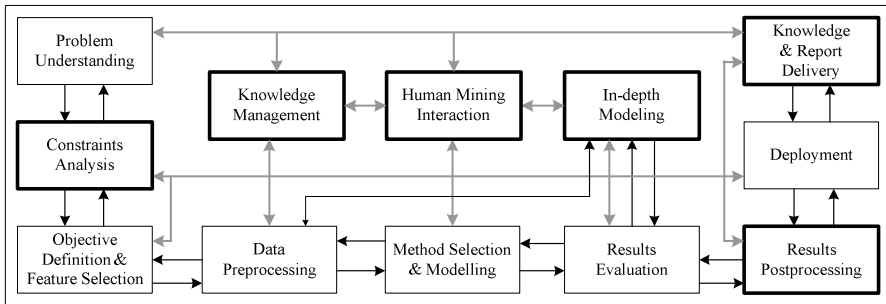 Problem
Understanding
Knowledge
& Report
Delivery
Knowledge
Management
Human Mining
Interaction
In-depth
Modeling
Constraints
Analysis
Deployment
Objective
Definition &
Feature Selection
Data
Preprocessing
Method Selection
& Modelling
Results
Evaluation
Results
Postprocessing